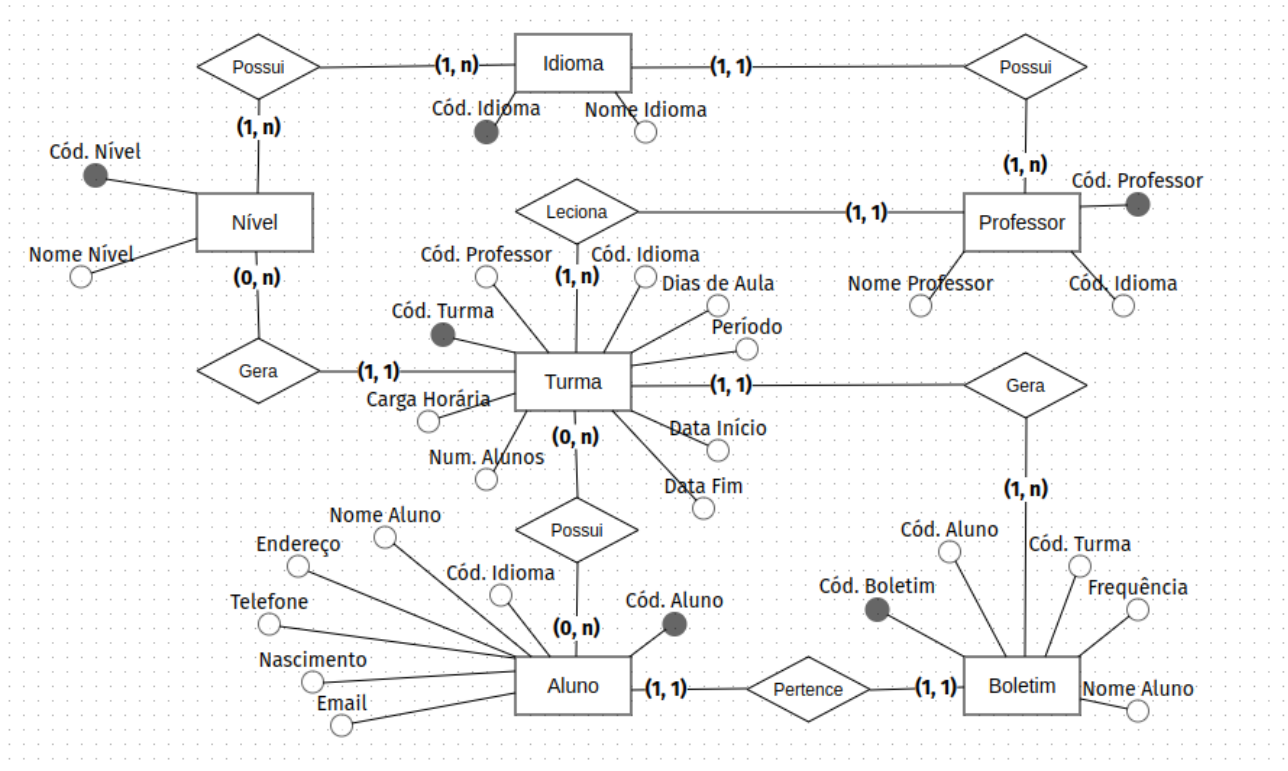 Possui
(1, n)
Idioma
(1, 1)
Possui
Cód. Idioma
Nome Idioma
(1, n)
Cód. Nível
(1, n)
Cód. Professor
Nível
Leciona
(1, 1)
Professor
Nome Nível
(0, n)
Cód. Professor
(1, n)
Cód. Idioma
Dias de Aula
Nome Professor
Cód. Idioma
Cód. Turma
Período
Gera
(1, 1)
Turma
(1, 1)
Gera
Carga Horária
(0, n)
Data Início
Num. Alunos
Data Fim
(1, n)
Nome Aluno
Endereço
Possui
Cód. Aluno
Cód. Turma
Cód. Idioma
Cód. Boletim
Frequência
Telefone
(0, n)
Cód. Aluno
Nascimento
Email
Aluno
(1, 1)
Pertence
(1, 1)
Boletim
Nome Aluno